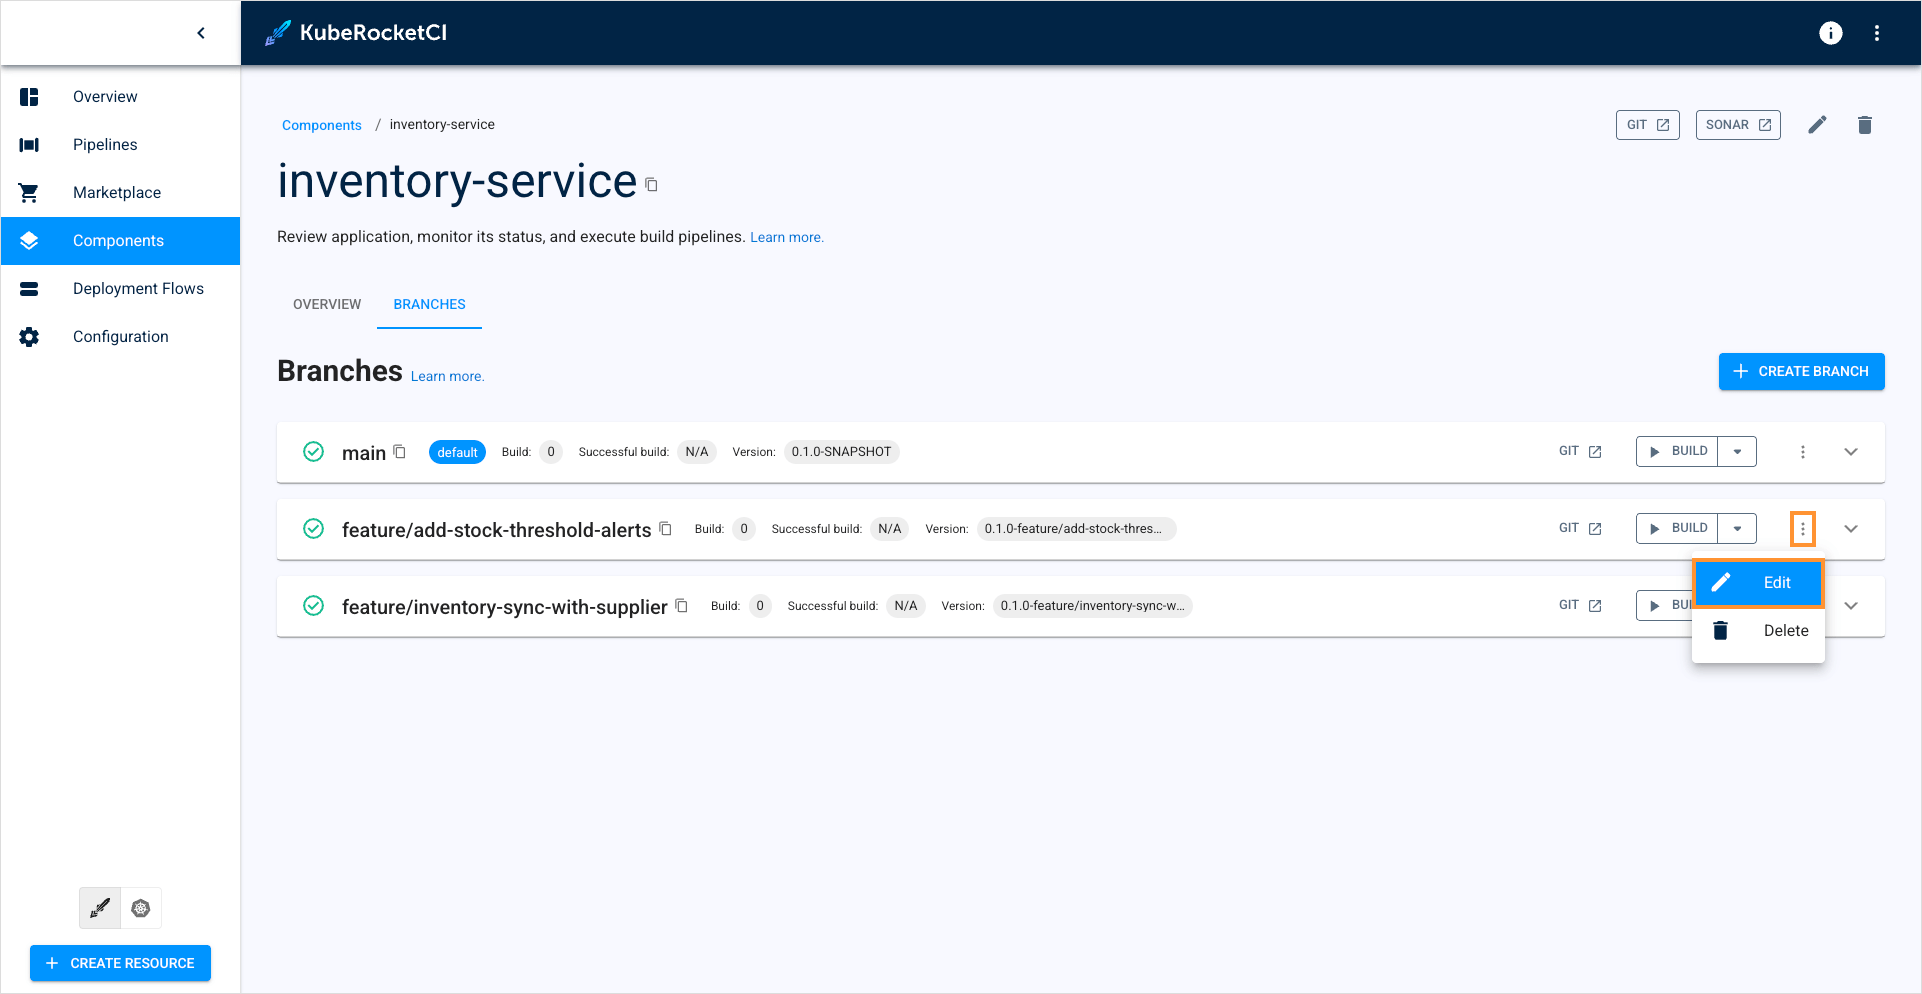 KubeRocketCI
Overview
Pipelines
Marketplace
Components
Deployment Flows
Configuration
CREATE RESOURCE
Components / inventory-service
GIT
SONAR
inventory-service
Review application, monitor its status, and execute build pipelines. Learn more.
OVERVIEW
BRANCHES
Branches Learn more.
CREATE BRANCH
main default Build: 0 Successful build: N/A Version: 0.1.0-SNAPSHOT GIT BUILD
feature/add-stock-threshold-alerts Build: 0 Successful build: N/A Version: 0.1.0-feature/add-stock-thres... GIT BUILD
feature/inventory-sync-with-supplier Build: 0 Successful build: N/A Version: 0.1.0-feature/inventory-sync-w... GIT BUI
Edit
Delete